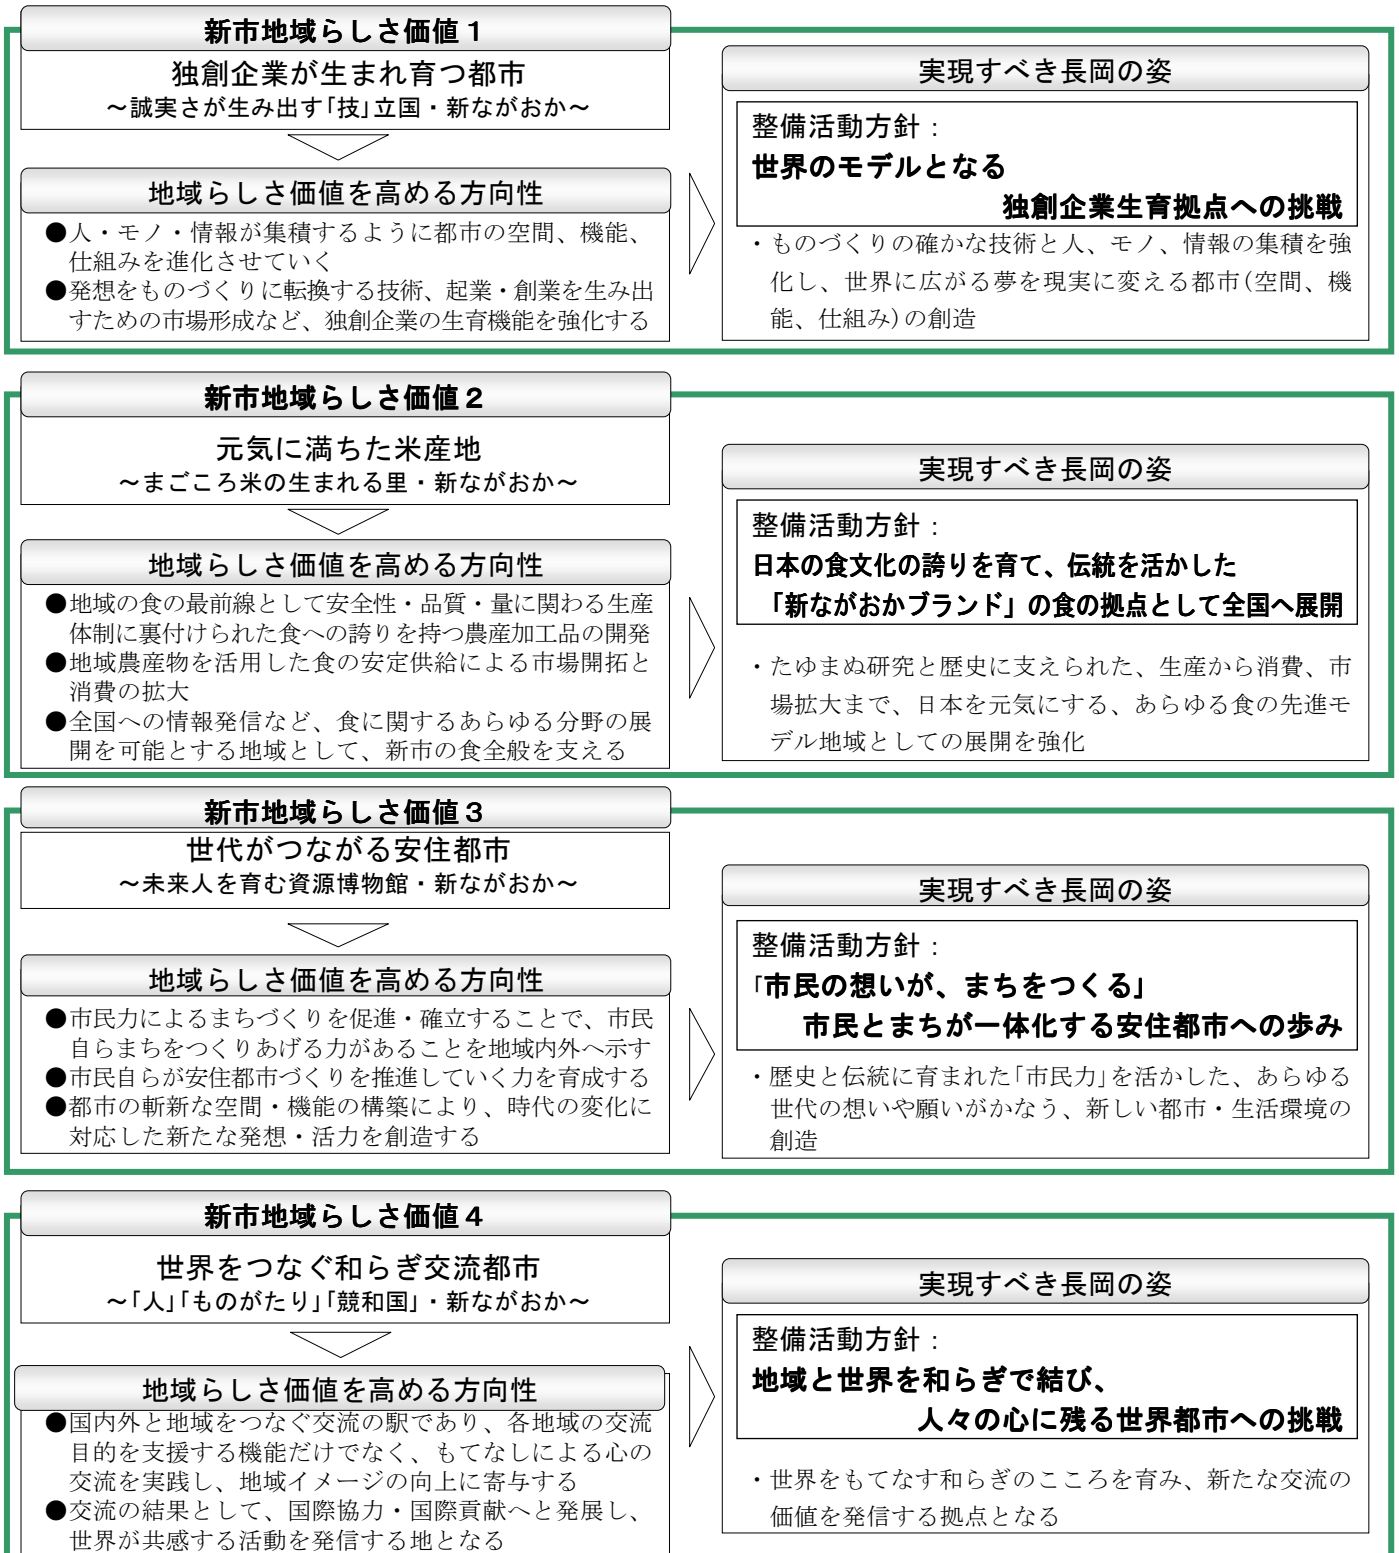 新市地域らしさ価値１
独創企業が生まれ育つ都市
～誠実さが生み出す「技」立国・新ながおか～
地域らしさ価値を高める方向性
●人・モノ・情報が集積するように都市の空間、機能、
仕組みを進化させていく
●発想をものづくりに転換する技術、起業・創業を生み出
すための市場形成など、独創企業の生育機能を強化する
実現すべき長岡の姿
整備活動方針：
世界のモデルとなる
独創企業生育拠点への挑戦
・ものづくりの確かな技術と人、モノ、情報の集積を強
化し、世界に広がる夢を現実に変える都市(空間、機
能、仕組み)の創造
新市地域らしさ価値２
元気に満ちた米産地
～まごころ米の生まれる里・新ながおか～
地域らしさ価値を高める方向性
●地域の食の最前線として安全性・品質・量に関わる生産
体制に裏付けられた食への誇りを持つ農産加工品の開発
●地域農産物を活用した食の安定供給による市場開拓と
消費の拡大
●全国への情報発信など、食に関するあらゆる分野の展
開を可能とする地域として、新市の食全般を支える
実現すべき長岡の姿
整備活動方針：
日本の食文化の誇りを育て、伝統を活かした
「新ながおかブランド」の食の拠点として全国へ展開
・たゆまぬ研究と歴史に支えられた、生産から消費、市
場拡大まで、日本を元気にする、あらゆる食の先進モ
デル地域としての展開を強化
新市地域らしさ価値３
世代がつながる安住都市
～未来人を育む資源博物館・新ながおか～
地域らしさ価値を高める方向性
●市民力によるまちづくりを促進・確立することで、市民
自らまちをつくりあげる力があることを地域内外へ示す
●市民自らが安住都市づくりを推進していく力を育成する
●都市の斬新な空間・機能の構築により、時代の変化に
対応した新たな発想・活力を創造する
実現すべき長岡の姿
整備活動方針：
「市民の想いが、まちをつくる」
市民とまちが一体化する安住都市への歩み
・歴史と伝統に育まれた「市民力」を活かした、あらゆる
世代の想いや願いがかなう、新しい都市・生活環境の
創造
新市地域らしさ価値４
世界をつなぐ和らぎ交流都市
～「人」「ものがたり」「競和国」・新ながおか～
地域らしさ価値を高める方向性
●国内外と地域をつなぐ交流の駅であり、各地域の交流
目的を支援する機能だけでなく、もてなしによる心の
交流を実践し、地域イメージの向上に寄与する
●交流の結果として、国際協力・国際貢献へと発展し、
世界が共感する活動を発信する地となる
実現すべき長岡の姿
整備活動方針：
地域と世界を和らぎで結び、
人々の心に残る世界都市への挑戦
・世界をもてなす和らぎのこころを育み、新たな交流の
価値を発信する拠点となる